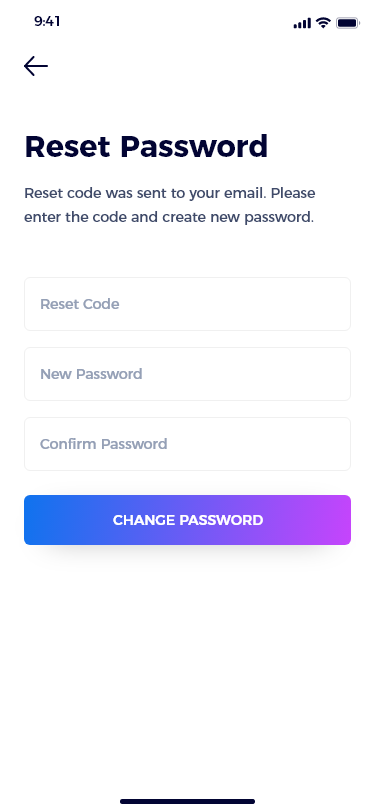 9:41
Reset Password
Reset code was sent to your email. Please
enter the code and create new password.
Reset Code
New Password
Confirm Password
CHANGE PASSWORD